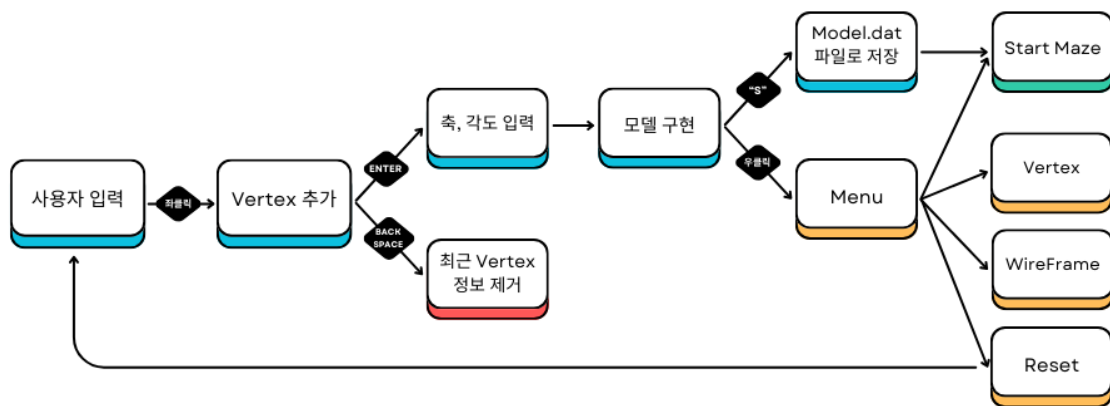 사용자 입력
좌클릭
Vertex 추가
ENTER
BACK
SPACE
축, 각도 입력
최근 Vertex
정보 제거
모델 구현
“S”
우클릭
Model.dat
파일로 저장
Menu
Start Maze
Vertex
WireFrame
Reset